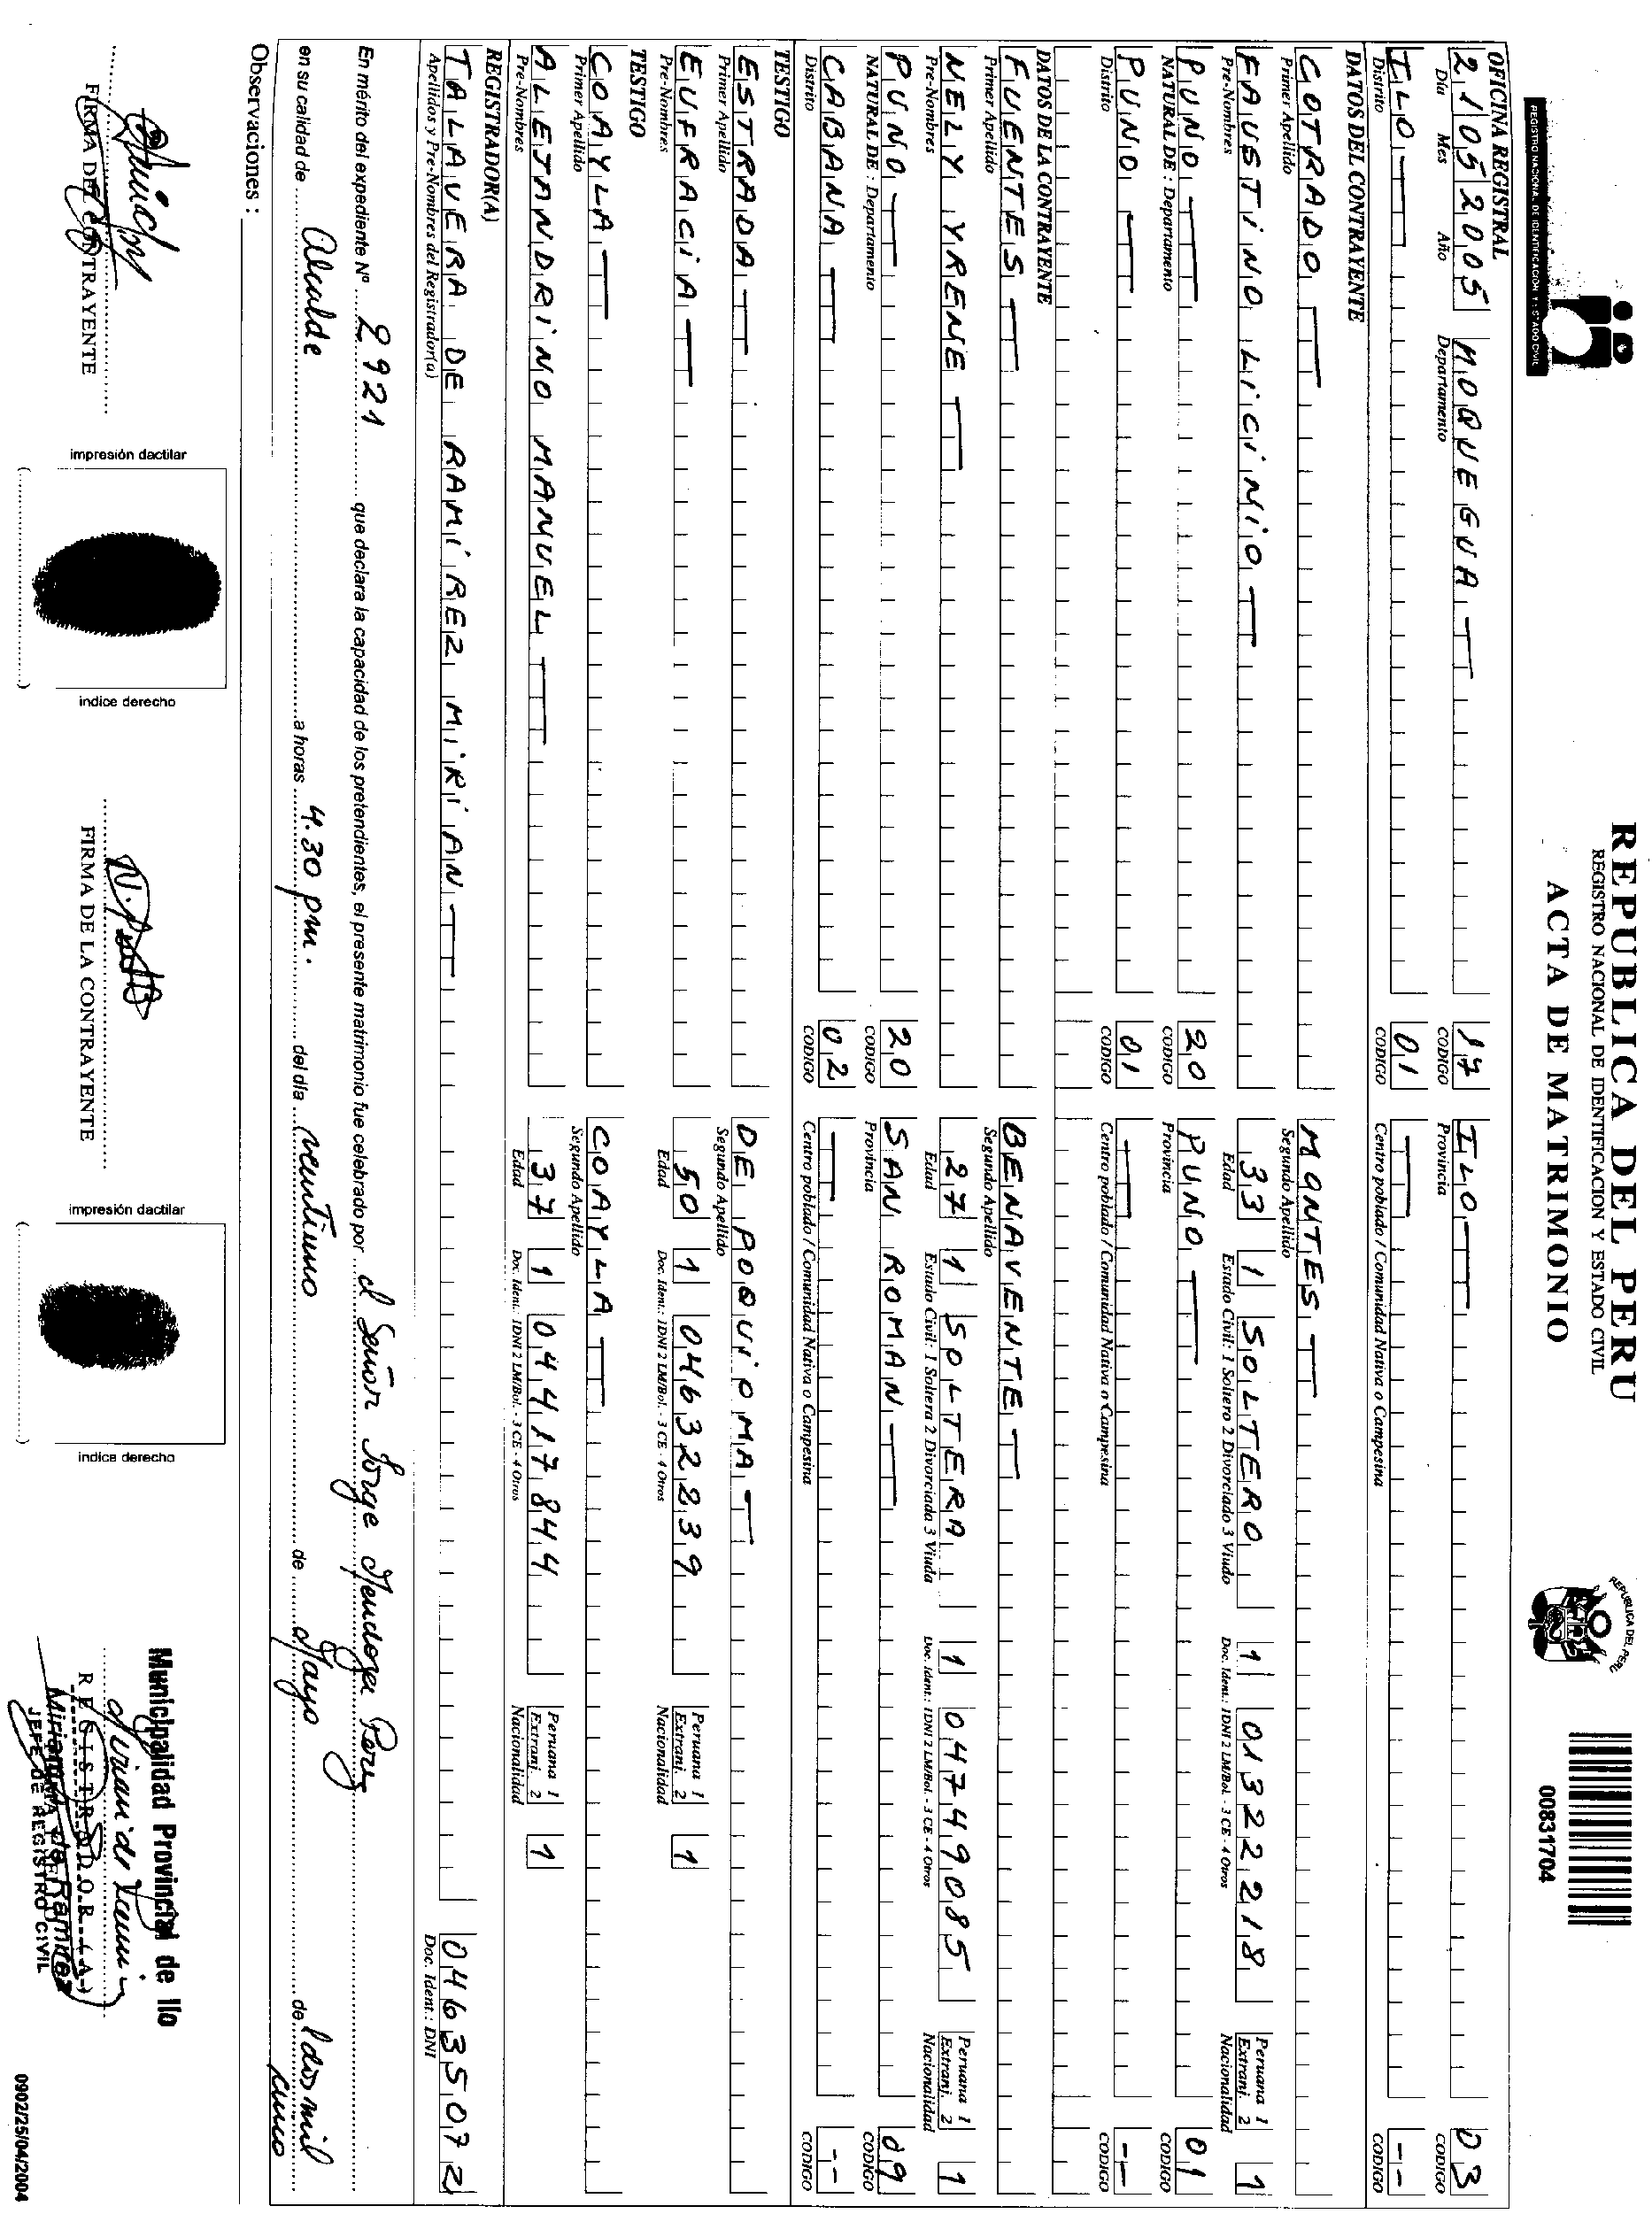 REPUBLICA DEL PERU
REGISTRO NACIONAL DE IDENTIFICACION Y ESTADO CIVIL
ACTA DE MATRIMONIO
REGISTRO NACIONAL DE IDENTIFICACION Y ESTADO CIVIL
REPUBLICA DEL PERU
00831704
OFICINA REGISTRAL
21 05 2005 MOQUEGUA 17 ILO 03
Día Mes Año Departamento CODIGO Provincia CODIGO
ILO 01 --
Distrito CODIGO Centro poblado / Comunidad Nativa o Campesina CODIGO
DATOS DEL CONTRAYENTE
COTRADO MONTES
Primer Apellido Segundo Apellido
FAUSTINO LICINIO 33 1 SOLTERO 1 01322218 Peruana 1 Extranj. 2 1
Pre-Nombres Edad Estado Civil: 1 Soltero 2 Divorciado 3 Viudo Doc. Ident.: 1DNI 2 LM/Bol. - 3 CE - 4 Otros Nacionalidad
PUNO 20 PUNO 01
NATURAL DE : Departamento CODIGO Provincia CODIGO
PUNO 01 --
Distrito CODIGO Centro poblado / Comunidad Nativa o Campesina CODIGO
DATOS DE LA CONTRAYENTE
FUENTES BENAVENTE
Primer Apellido Segundo Apellido
NELY YRENE 27 1 SOLTERA 1 04749085 Peruana 1 Extranj. 2 1
Pre-Nombres Edad Estado Civil: 1 Soltera 2 Divorciada 3 Viuda Doc. Ident.: 1DNI 2 LM/Bol. - 3 CE - 4 Otros Nacionalidad
PUNO 20 SAN ROMAN 09
NATURAL DE : Departamento CODIGO Provincia CODIGO
CABANA 02 --
Distrito CODIGO Centro poblado / Comunidad Nativa o Campesina CODIGO
TESTIGO
ESTRADA DE POQUIOMA
Primer Apellido Segundo Apellido
EUFRACIA 50 1 04632239 Peruana 1 Extranj. 2 1
Pre-Nombres Edad Doc. Ident.: 1DNI 2 LM/Bol. - 3 CE - 4 Otros Nacionalidad
TESTIGO
COAYLA COAYLA
Primer Apellido Segundo Apellido
ALEJANDRINO MANUEL 37 1 04417844 Peruana 1 Extranj. 2 1
Pre-Nombres Edad Doc. Ident.: 1DNI 2 LM/Bol. - 3 CE - 4 Otros Nacionalidad
REGISTRADOR(A)
TALAVERA DE RAMIREZ MIRIAN 04635072
Apellidos y Pre-Nombres del Registrador(a) Doc. Ident.: DNI
En mérito del expediente Nº 2921 que declara la capacidad de los pretendientes, el presente matrimonio fue celebrado por el Señor Jorge Mendoza Perez
en su calidad de Alcalde a horas 4.30 pm. del día veintiuno de Mayo de dos mil cinco
Observaciones :
FIRMA DEL CONTRAYENTE
impresión dactilar
indice derecho
FIRMA DE LA CONTRAYENTE
impresión dactilar
indice derecho
Municipalidad Provincial de Ilo
REGISTRADOR (A)
de Ramirez
JEFE DE REGISTRO CIVIL
0902/25/04/2004